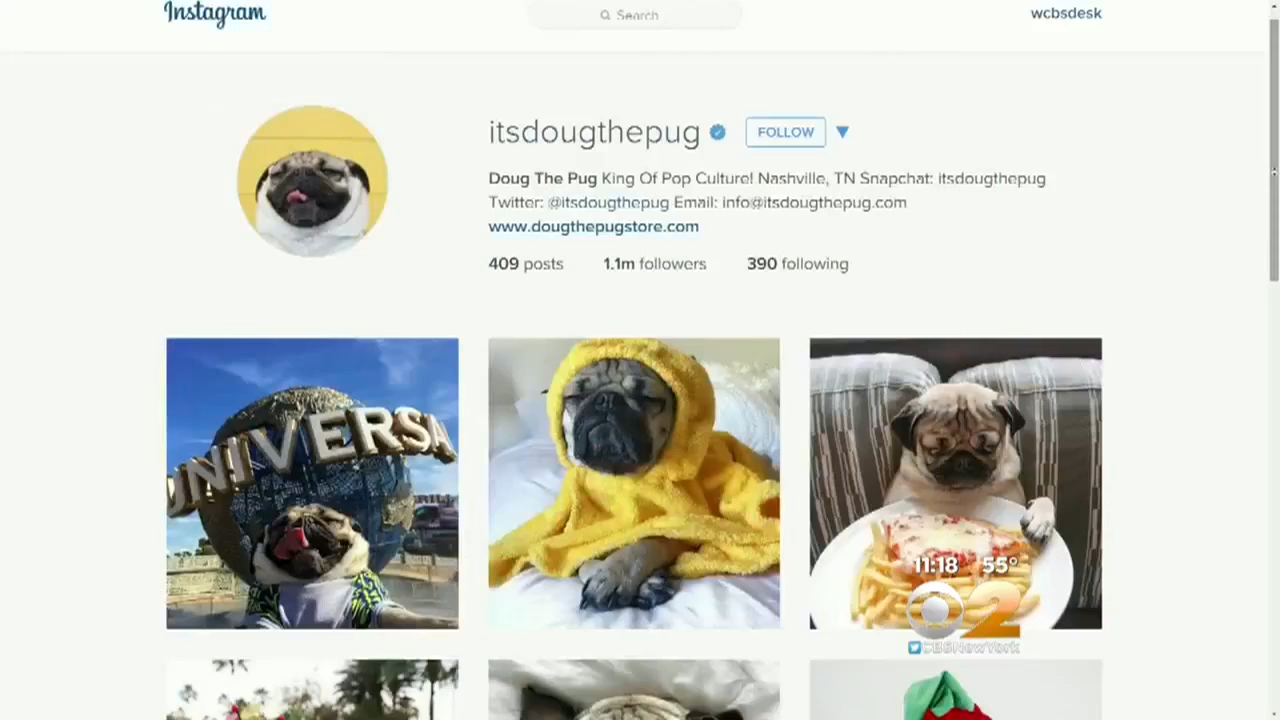 Instagram
Search
wcbsdesk
itsdougthepug
FOLLOW
Doug The Pug King Of Pop Culture! Nashville, TN Snapchat: itsdougthepug
Twitter: @itsdougthepug Email: info@itsdougthepug.com
www.dougthepugstore.com
409 posts 1.1m followers 390 following
UNIVERSA
11:18 55°
2
CBSNewYork